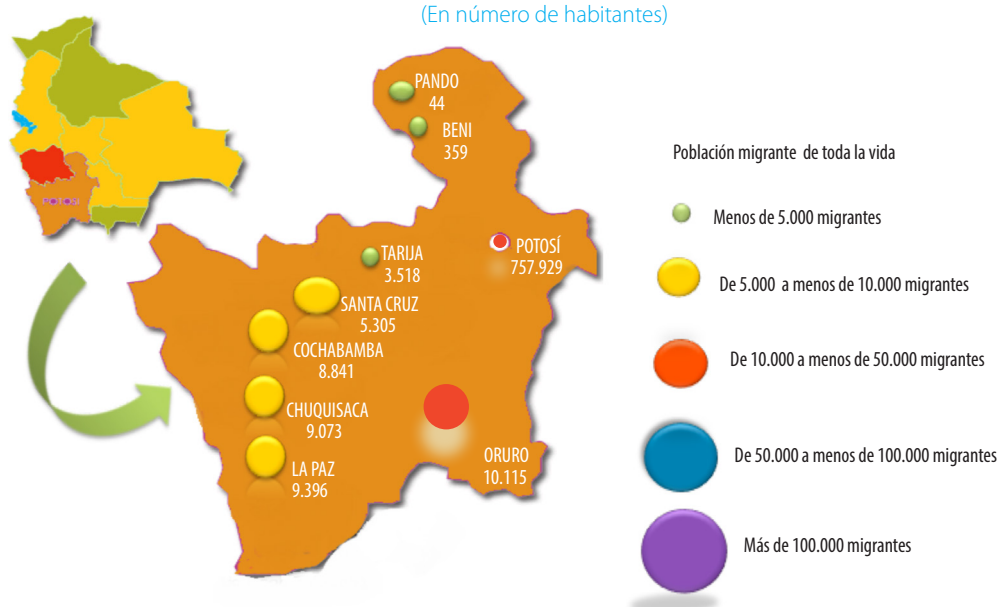 (En número de habitantes)
PANDO
44
BENI
359
TARIJA
3.518
POTOSÍ
757.929
SANTA CRUZ
5.305
COCHABAMBA
8.841
CHUQUISACA
9.073
LA PAZ
9.396
ORURO
10.115
Población migrante de toda la vida
Menos de 5.000 migrantes
De 5.000 a menos de 10.000 migrantes
De 10.000 a menos de 50.000 migrantes
De 50.000 a menos de 100.000 migrantes
Más de 100.000 migrantes